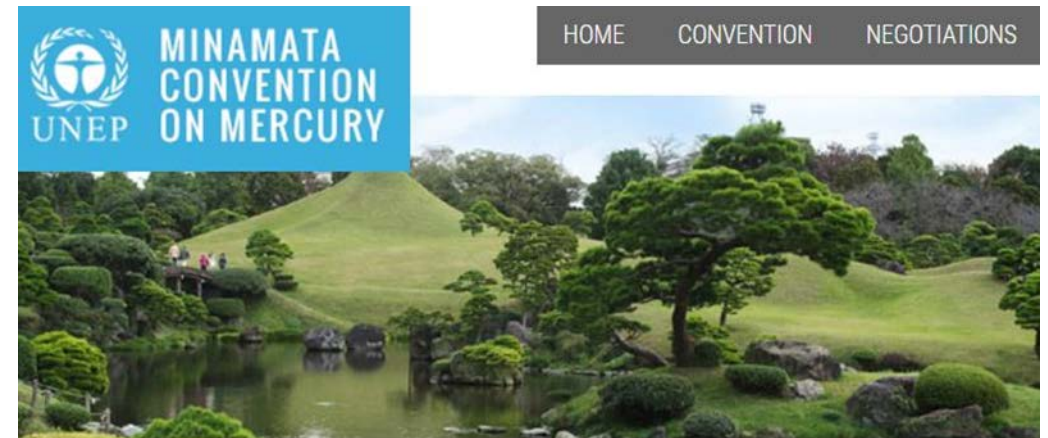 MINAMATA
CONVENTION
ON MERCURY
UNEP
HOME CONVENTION NEGOTIATIONS